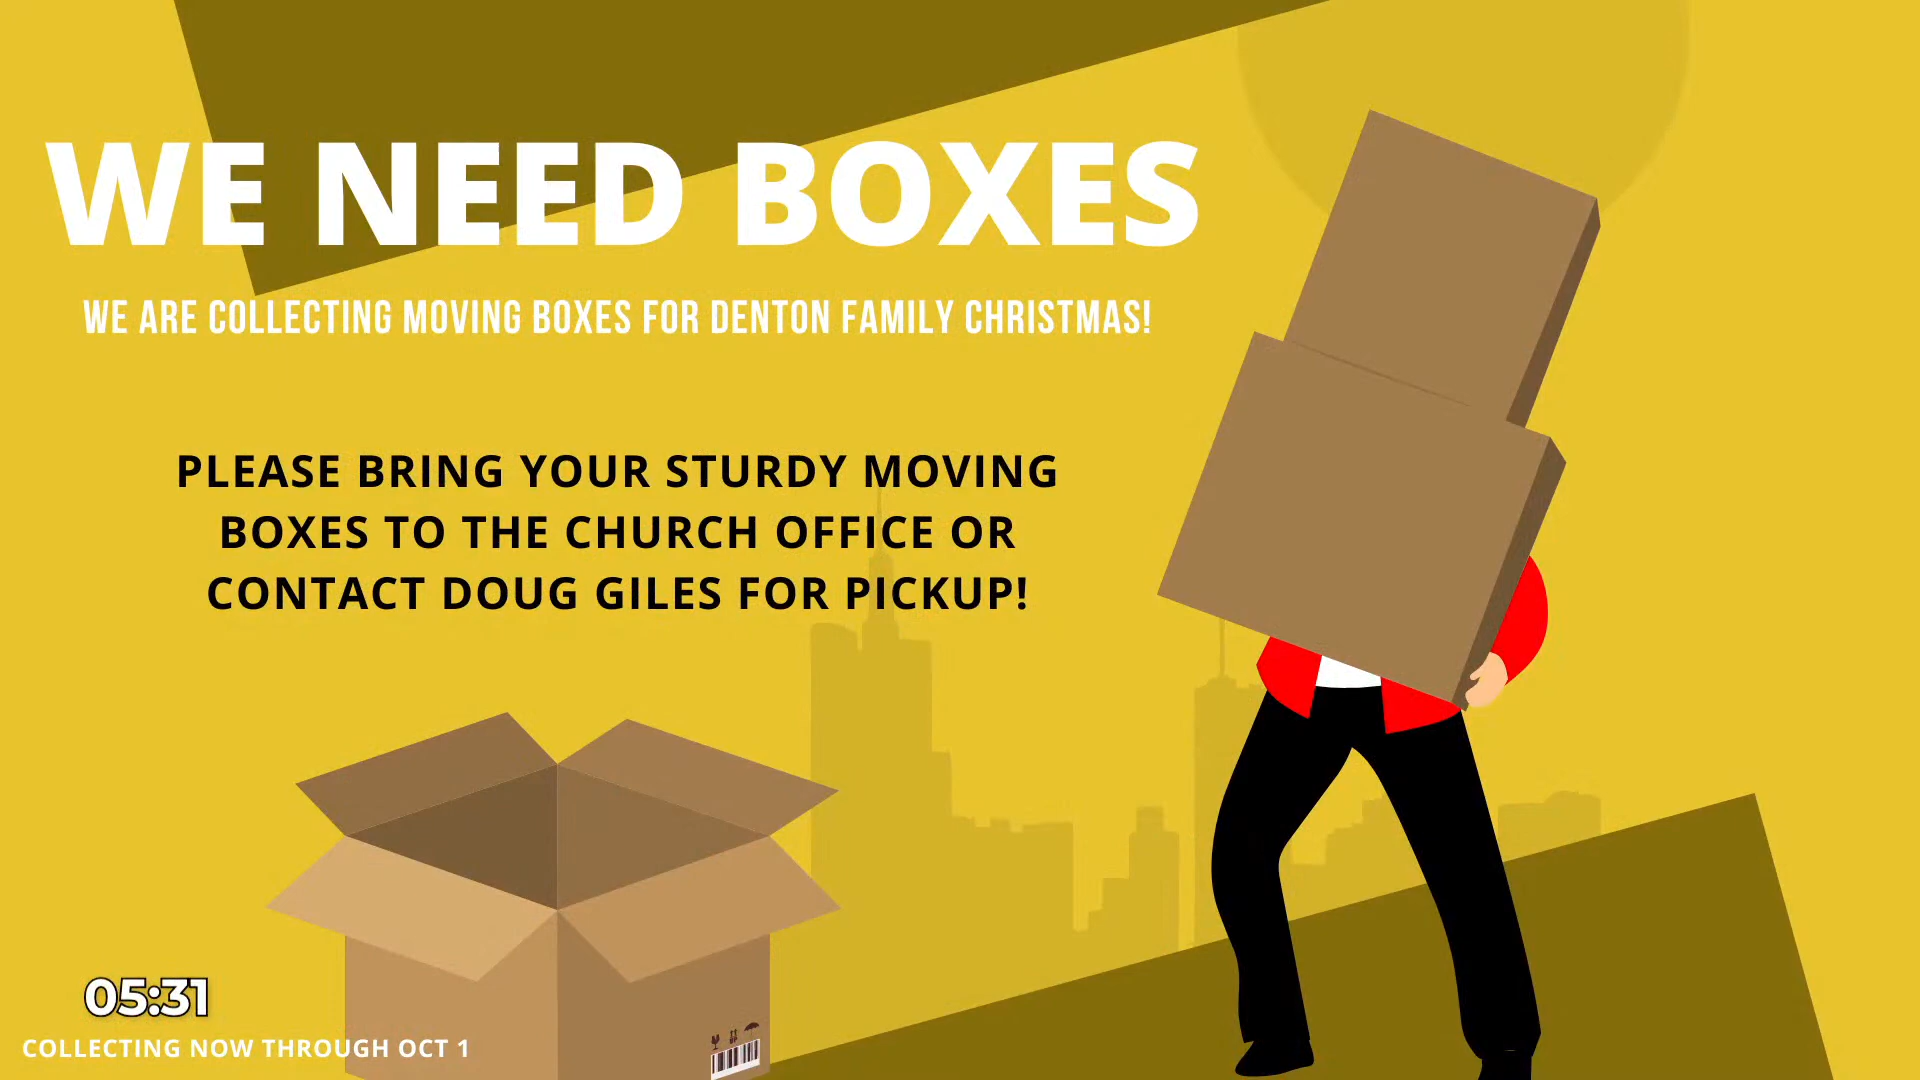 WE NEED BOXES
WE ARE COLLECTING MOVING BOXES FOR DENTON FAMILY CHRISTMAS!
PLEASE BRING YOUR STURDY MOVING
BOXES TO THE CHURCH OFFICE OR
CONTACT DOUG GILES FOR PICKUP!
05:31
COLLECTING NOW THROUGH OCT 1